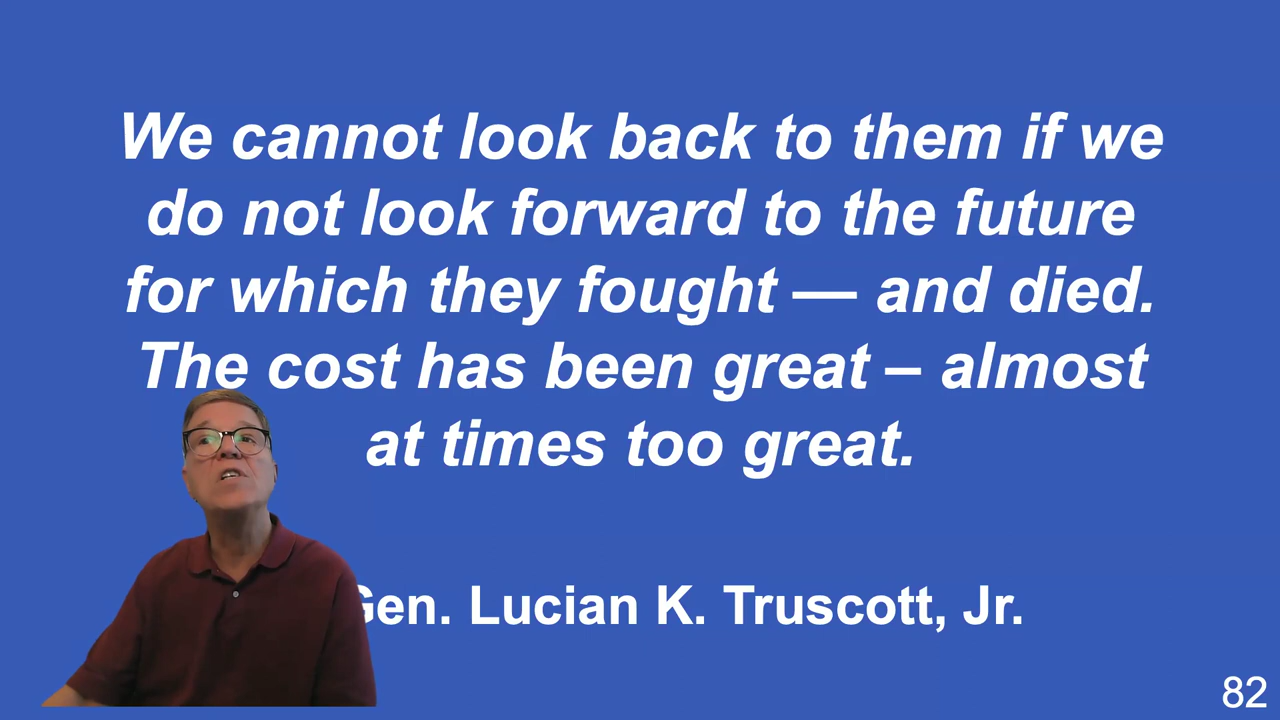 We cannot look back to them if we
do not look forward to the future
for which they fought — and died.
The cost has been great – almost
at times too great.
Gen. Lucian K. Truscott, Jr.
82